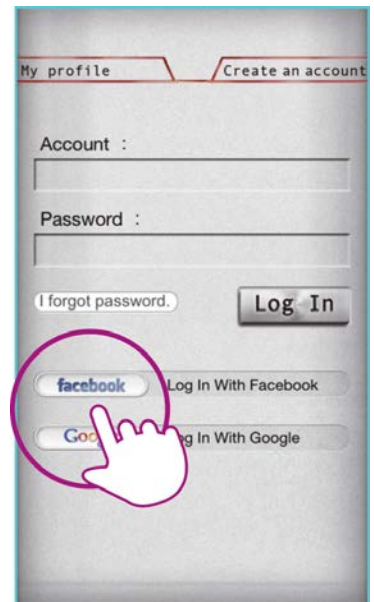 My profile
Create an account
Account :
Password :
I forgot password.
Log In
facebook
Log In With Facebook
Log In With Google